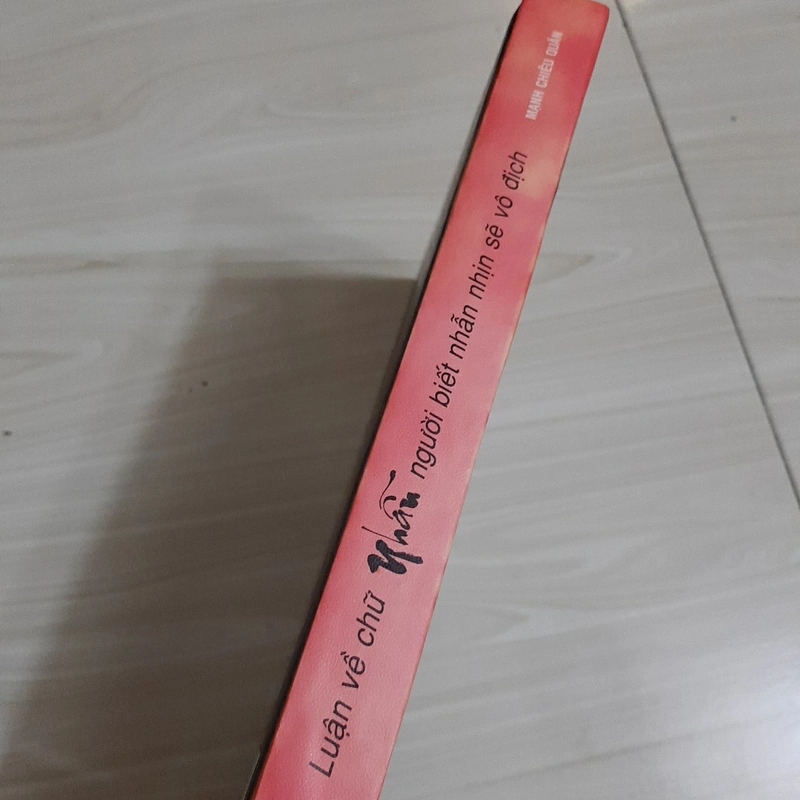 Luận về chữ Nhẫn người biết nhẫn nhịn sẽ vô địch
MẠNH CHIÊU QUÂN